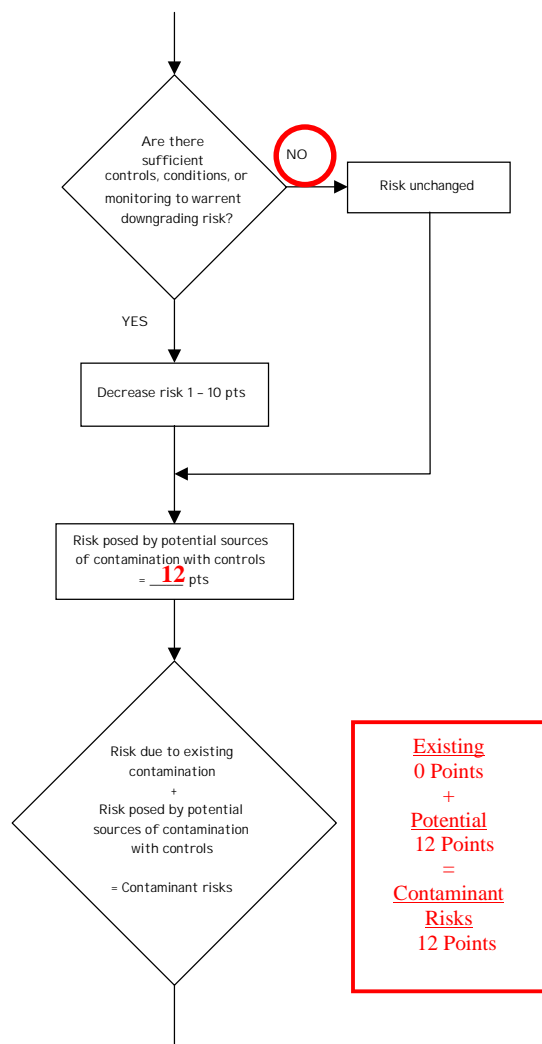 Are there
sufficient
controls, conditions, or
monitoring to warrent
downgrading risk?
NO
Risk unchanged
YES
Decrease risk 1 – 10 pts
Risk posed by potential sources
of contamination with controls
= 12 pts
Risk due to existing
contamination
+
Risk posed by potential
sources of contamination
with controls
= Contaminant risks
Existing
0 Points
+
Potential
12 Points
=
Contaminant
Risks
12 Points